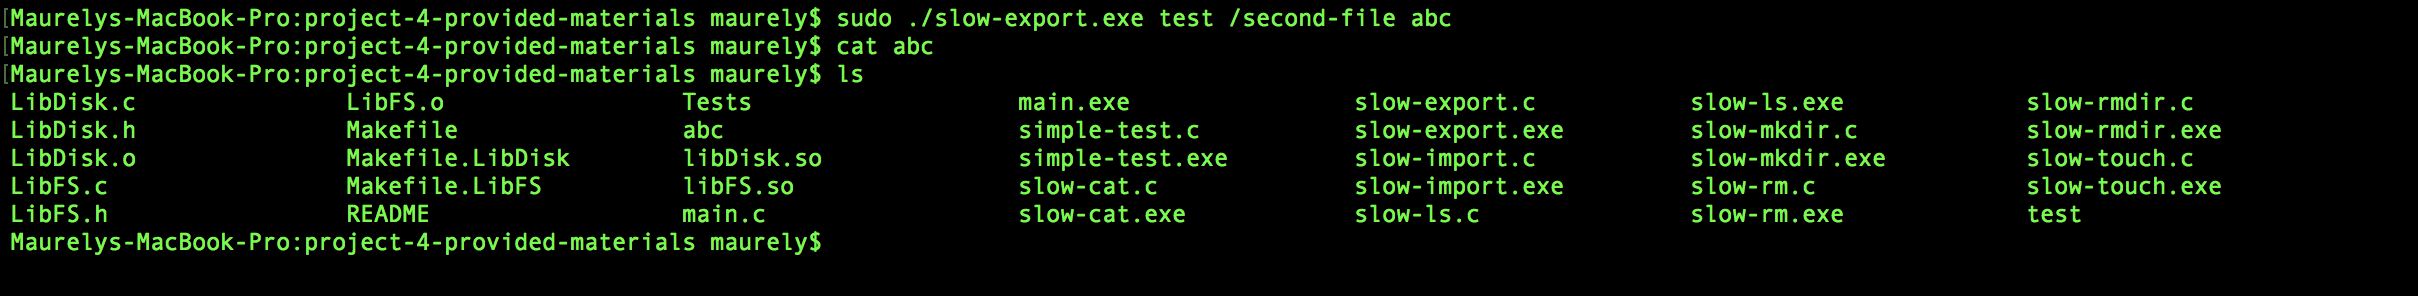 [Maurelys-MacBook-Pro:project-4-provided-materials maurely$ sudo ./slow-export.exe test /second-file abc
[Maurelys-MacBook-Pro:project-4-provided-materials maurely$ cat abc
[Maurelys-MacBook-Pro:project-4-provided-materials maurely$ ls
LibDisk.c LibFS.o Tests main.exe slow-export.c slow-ls.exe slow-rmdir.c
LibDisk.h Makefile abc simple-test.c slow-export.exe slow-mkdir.c slow-rmdir.exe
LibDisk.o Makefile.LibDisk libDisk.so simple-test.exe slow-import.c slow-mkdir.exe slow-touch.c
LibFS.c Makefile.LibFS libFS.so slow-cat.c slow-import.exe slow-rm.c slow-touch.exe
LibFS.h README main.c slow-cat.exe slow-ls.c slow-rm.exe test
Maurelys-MacBook-Pro:project-4-provided-materials maurely$